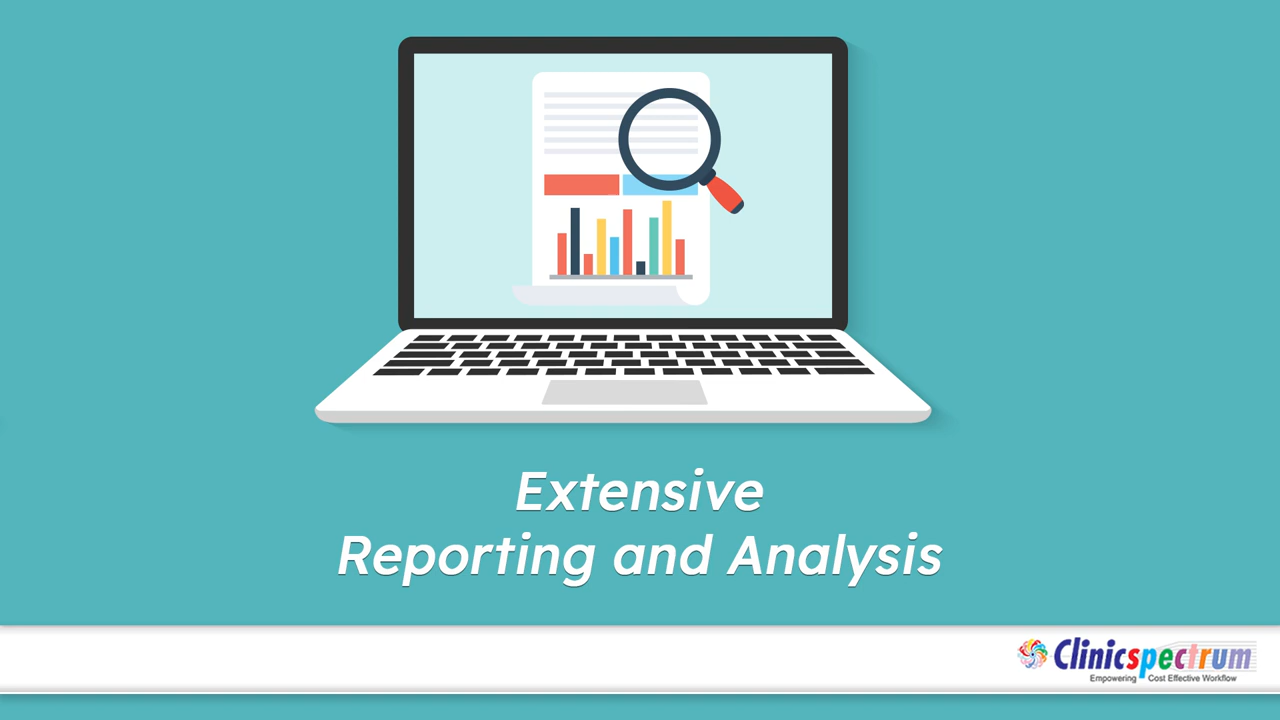 Extensive
Reporting and Analysis
Clinicspectrum
Empowering Cost Effective Workflow